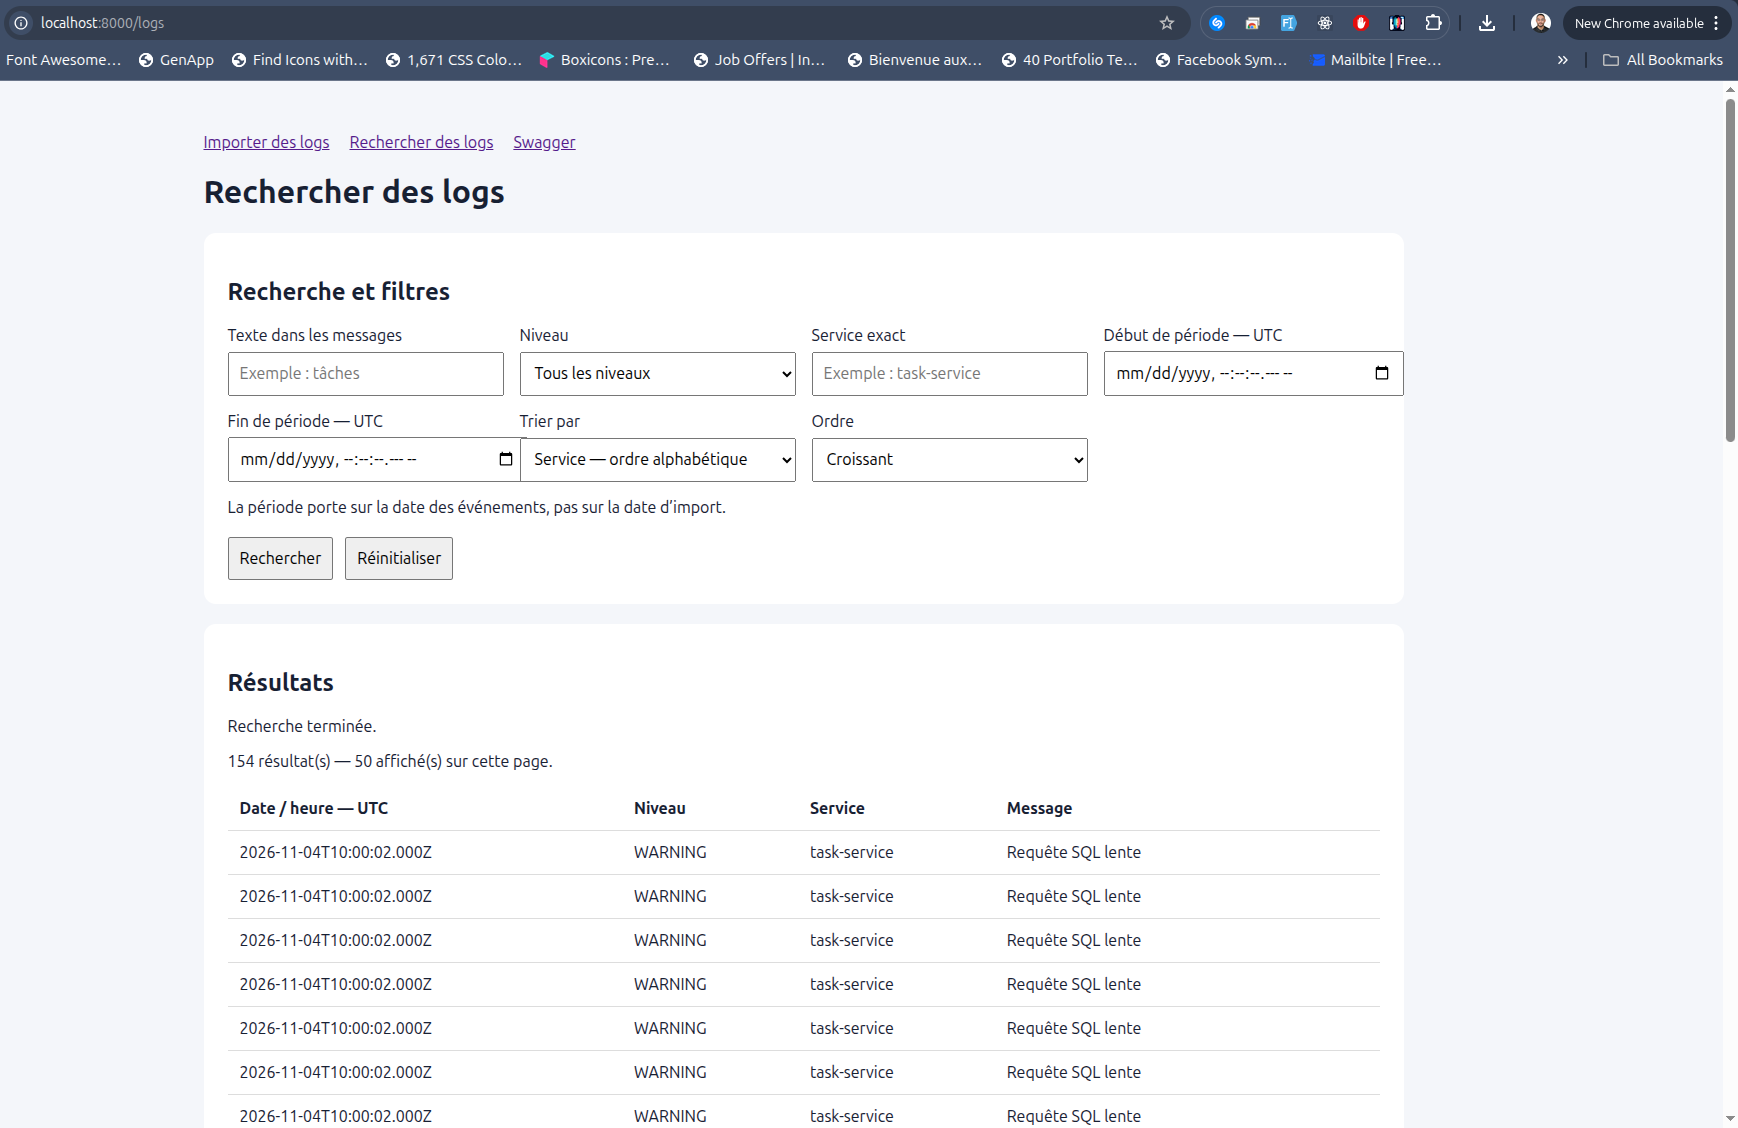 localhost:8000/logs
New Chrome available
Font Awesome…
GenApp
Find Icons with…
1,671 CSS Colo…
Boxicons : Pre…
Job Offers | In…
Bienvenue aux…
40 Portfolio Te…
Facebook Sym…
Mailbite | Free…
»
All Bookmarks
Importer des logs Rechercher des logs Swagger
Rechercher des logs
Recherche et filtres
Texte dans les messages Niveau Service exact Début de période — UTC
Exemple : tâches Tous les niveaux Exemple : task-service mm/dd/yyyy, --:--:--.--- --
Fin de période — UTC Trier par Ordre
mm/dd/yyyy, --:--:--.--- -- Service — ordre alphabétique Croissant
La période porte sur la date des événements, pas sur la date d’import.
Rechercher Réinitialiser
Résultats
Recherche terminée.
154 résultat(s) — 50 affiché(s) sur cette page.
Date / heure — UTC Niveau Service Message
2026-11-04T10:00:02.000Z WARNING task-service Requête SQL lente
2026-11-04T10:00:02.000Z WARNING task-service Requête SQL lente
2026-11-04T10:00:02.000Z WARNING task-service Requête SQL lente
2026-11-04T10:00:02.000Z WARNING task-service Requête SQL lente
2026-11-04T10:00:02.000Z WARNING task-service Requête SQL lente
2026-11-04T10:00:02.000Z WARNING task-service Requête SQL lente
2026-11-04T10:00:02.000Z WARNING task-service Requête SQL lente